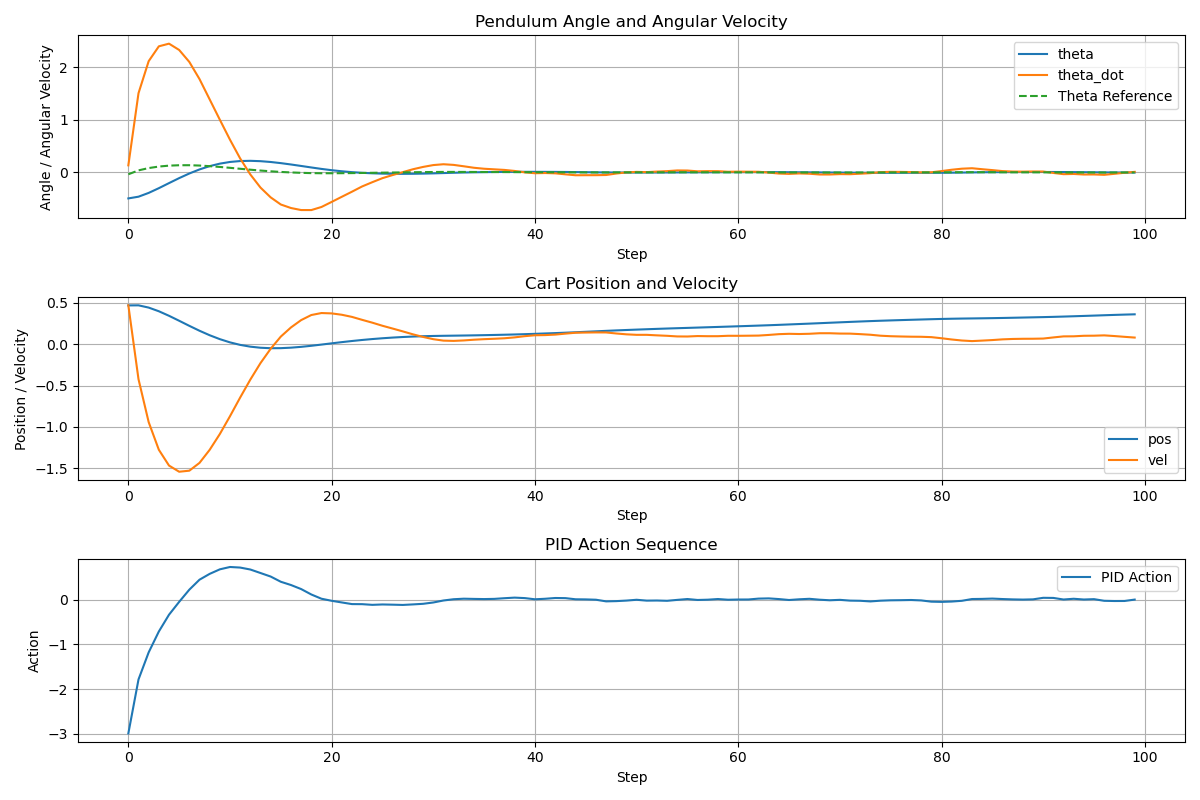 Pendulum Angle and Angular Velocity
Angle / Angular Velocity
2
1
0
theta
theta_dot
Theta Reference
0 20 40 60 80 100
Step
Cart Position and Velocity
Position / Velocity
0.5
0.0
−0.5
−1.0
−1.5
pos
vel
0 20 40 60 80 100
Step
PID Action Sequence
Action
0
−1
−2
−3
PID Action
0 20 40 60 80 100
Step